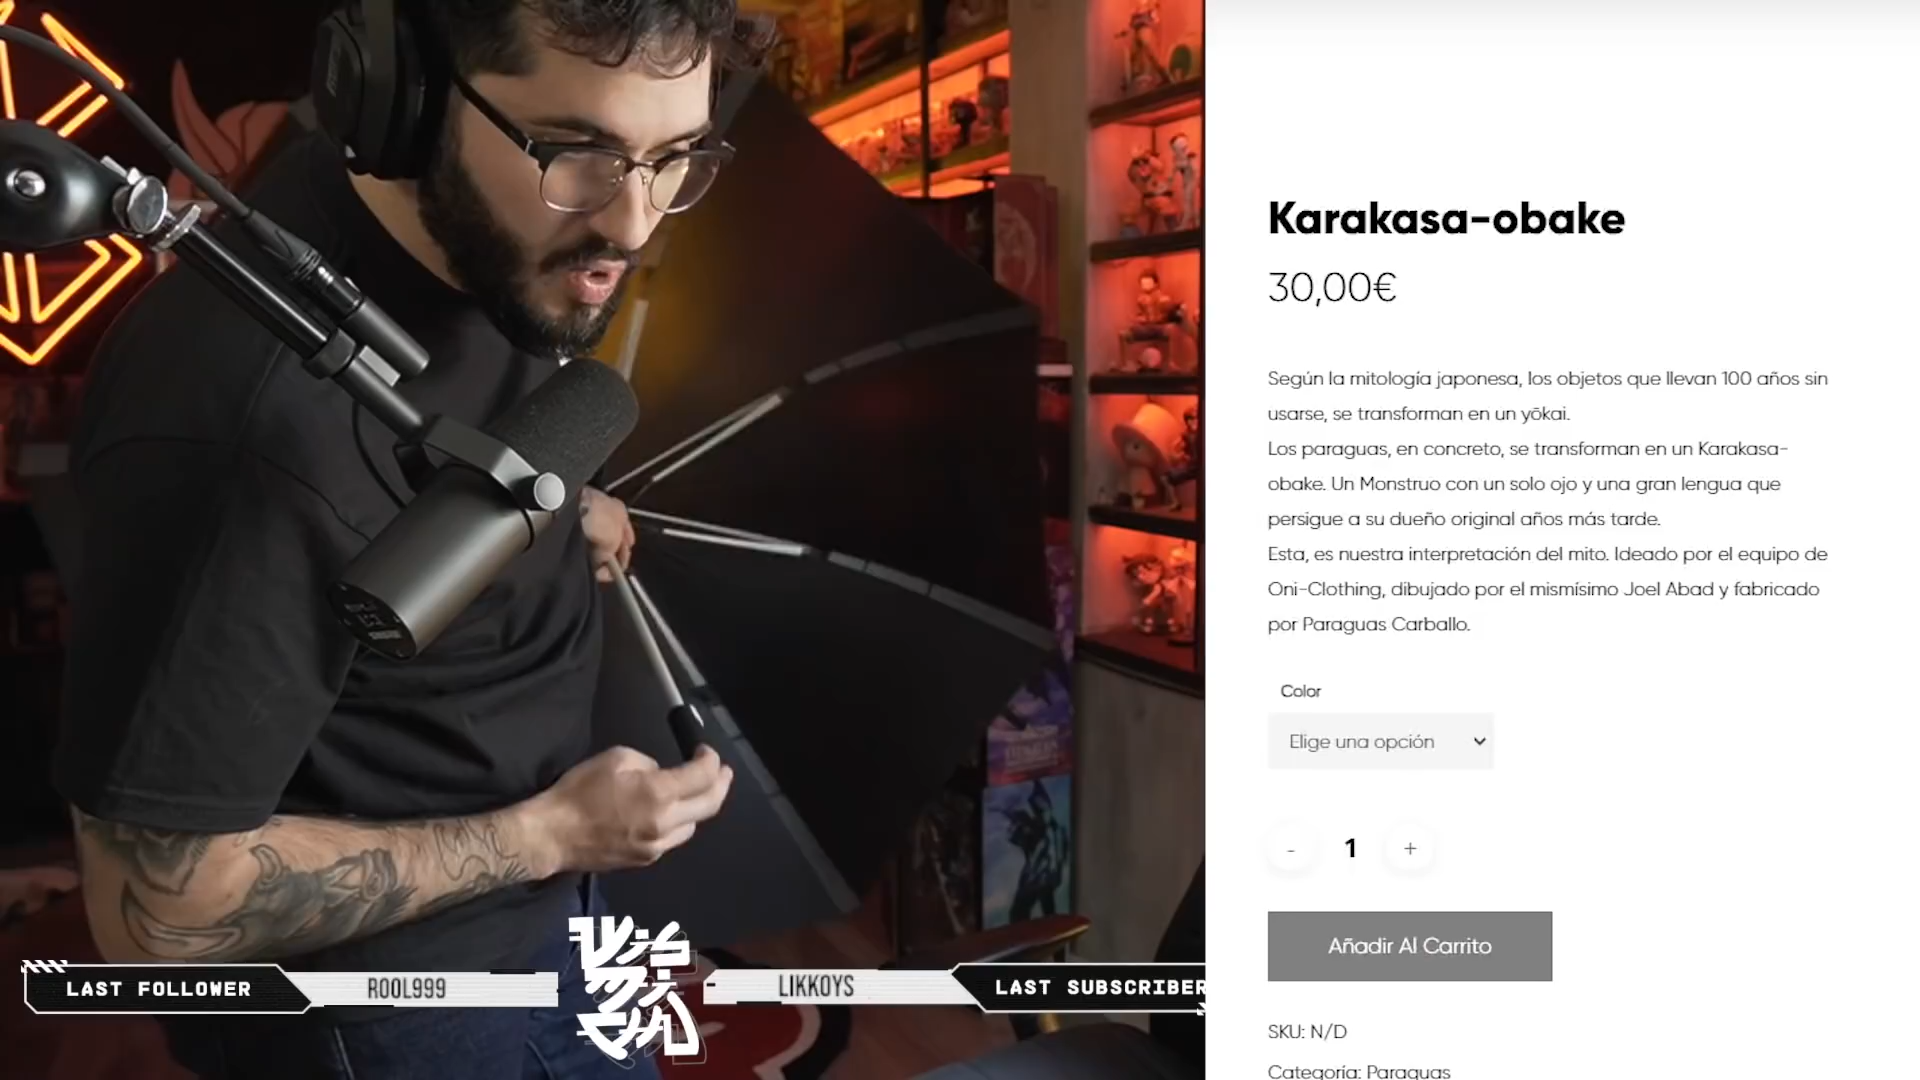 Karakasa-obake
30,00€
Según la mitología japonesa, los objetos que llevan 100 años sin
usarse, se transforman en un yōkai.
Los paraguas, en concreto, se transforman en un Karakasa-
obake. Un Monstruo con un solo ojo y una gran lengua que
persigue a su dueño original años más tarde.
Esta, es nuestra interpretación del mito. Ideado por el equipo de
Oni-Clothing, dibujado por el mismísimo Joel Abad y fabricado
por Paraguas Carballo.
Color
Elige una opción
- 1 +
Añadir Al Carrito
SKU: N/D
Categoría: Paraguas
LAST FOLLOWER
ROOL999
LIKKOYS
LAST SUBSCRIBER